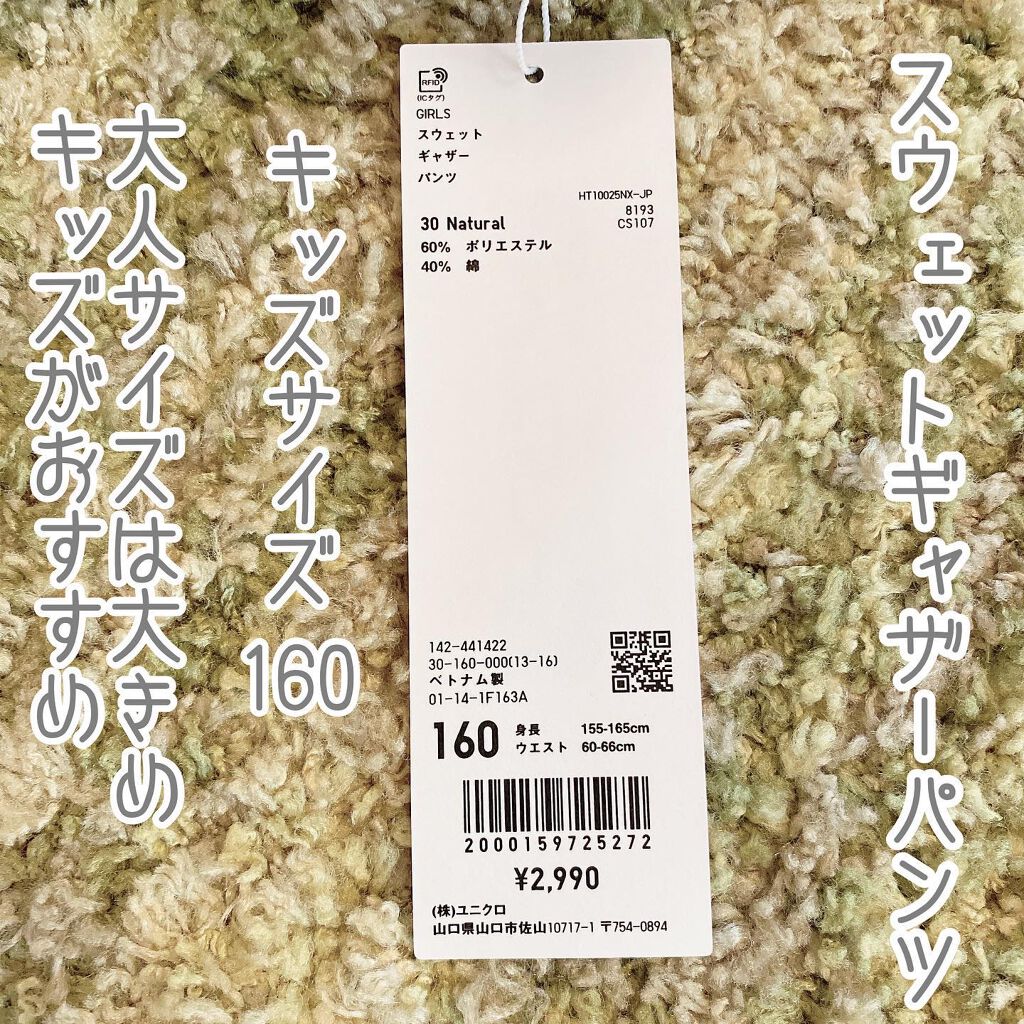 スウェットギャザーパンツ
RFID
(ICタグ)
GIRLS
スウェット
ギャザー
パンツ
HT10025NX-JP
8193
CS107
30 Natural
60% ポリエステル
40% 綿
142-441422
30-160-000(13-16)
ベトナム製
01-14-1F163A
160 身長 155-165cm
ウエスト 60-66cm
2000159725272
¥2,990
(株)ユニクロ
山口県山口市佐山10717-1 〒754-0894
キッズサイズ 160
大人サイズは大きめ
キッズがおすすめ